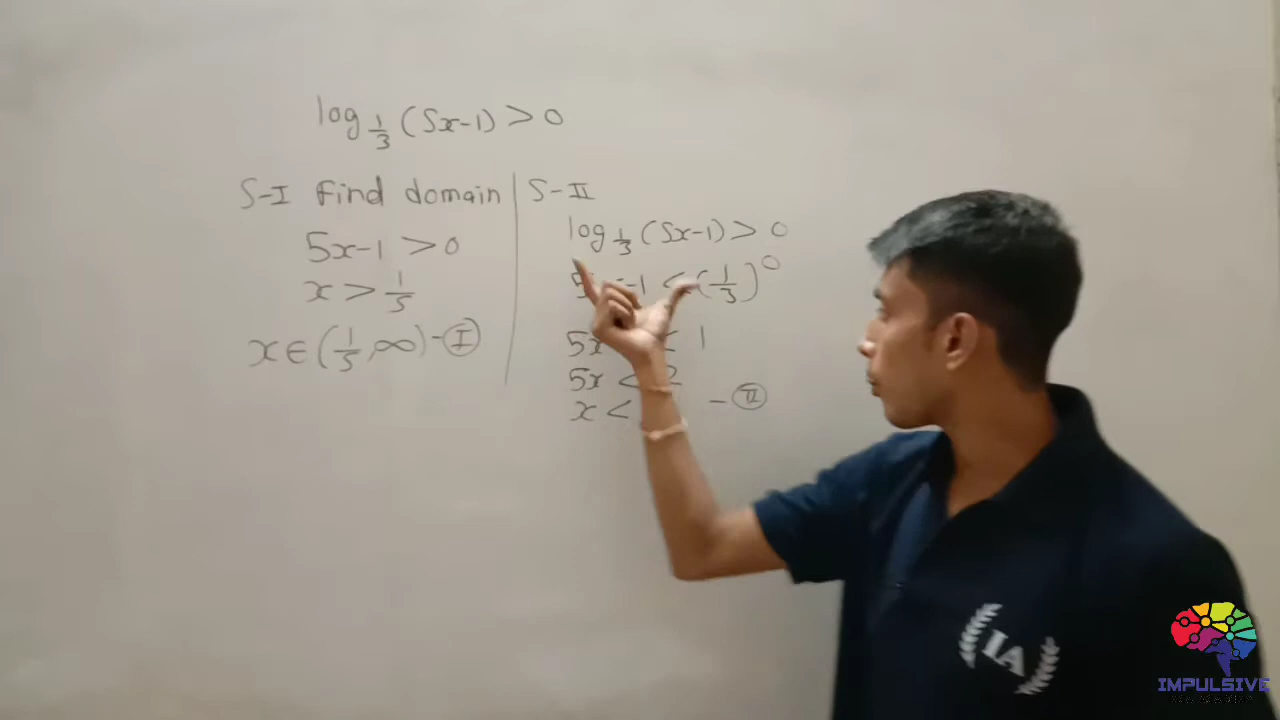 log 1/3 (5x-1) > 0
S-I Find domain
5x-1 > 0
x > 1/5
x ∈ (1/5, ∞) - I
S-II
log 1/3 (5x-1) > 0
-1 < (1/3)^0
5x < 1
5x < 2
x < - II
IA
IMPULSIVE